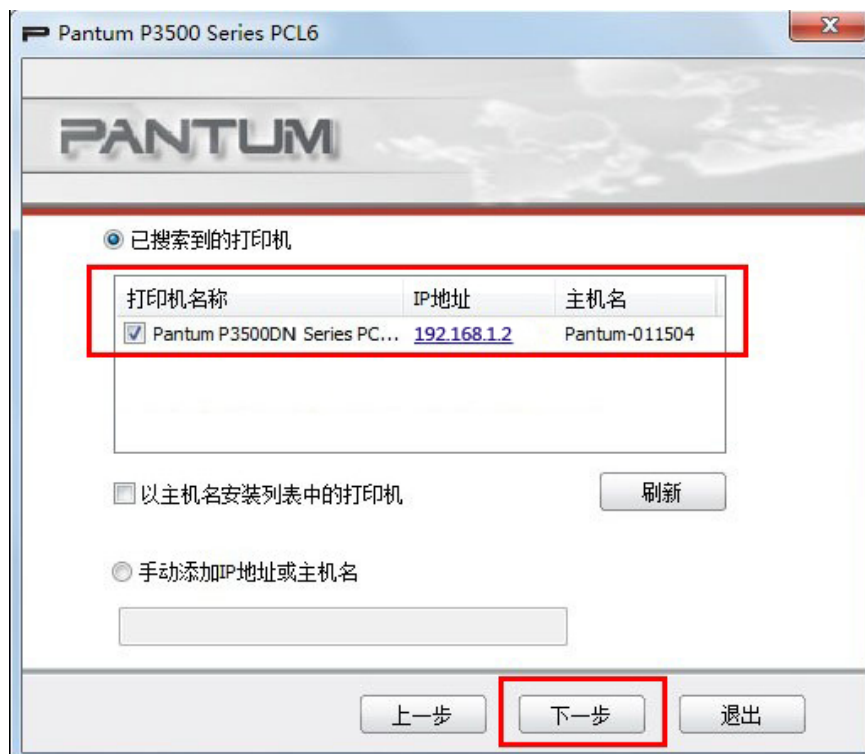 Pantum P3500 Series PCL6
PANTUM
已搜索到的打印机
打印机名称 IP地址 主机名
Pantum P3500DN Series PC... 192.168.1.2 Pantum-011504
以主机名安装列表中的打印机 刷新
手动添加IP地址或主机名
上一步 下一步 退出